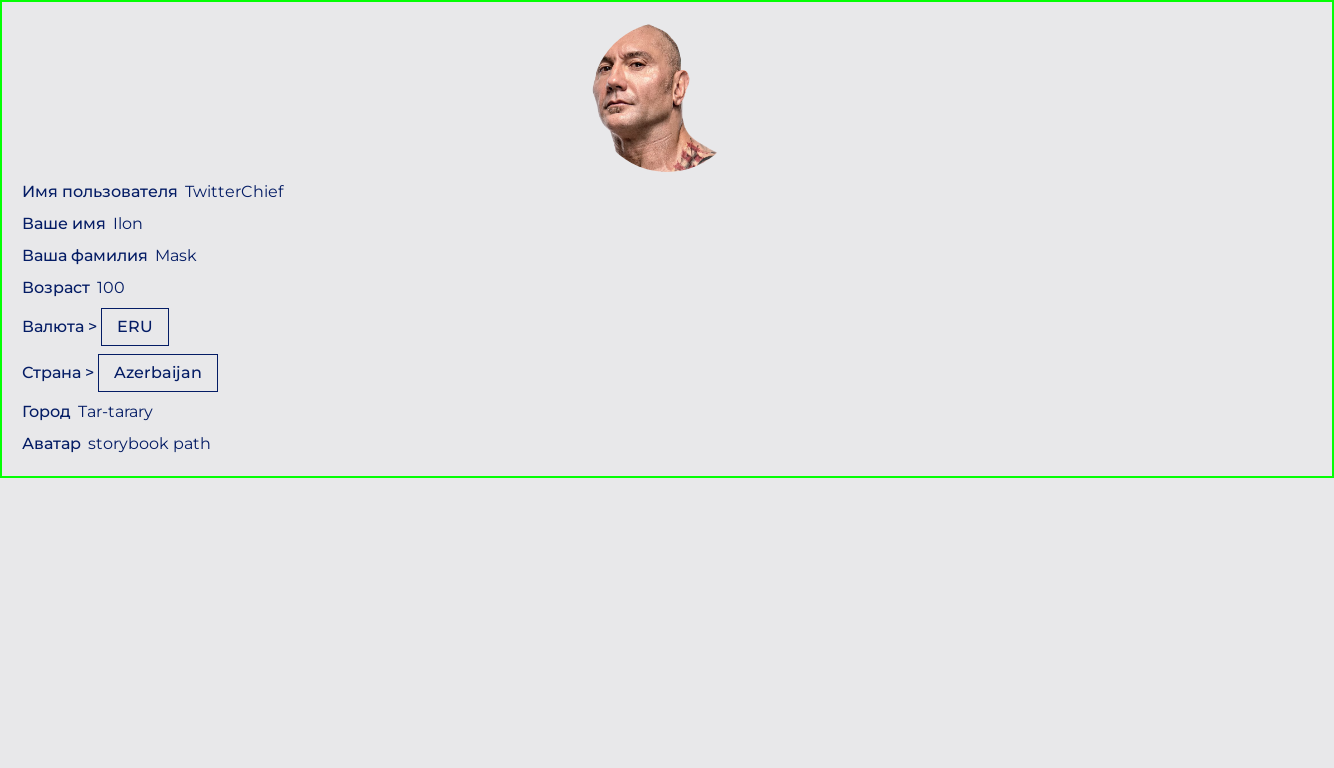 Имя пользователя TwitterChief
Ваше имя Ilon
Ваша фамилия Mask
Возраст 100
Валюта > ERU
Страна > Azerbaijan
Город Tar-tarary
Аватар storybook path